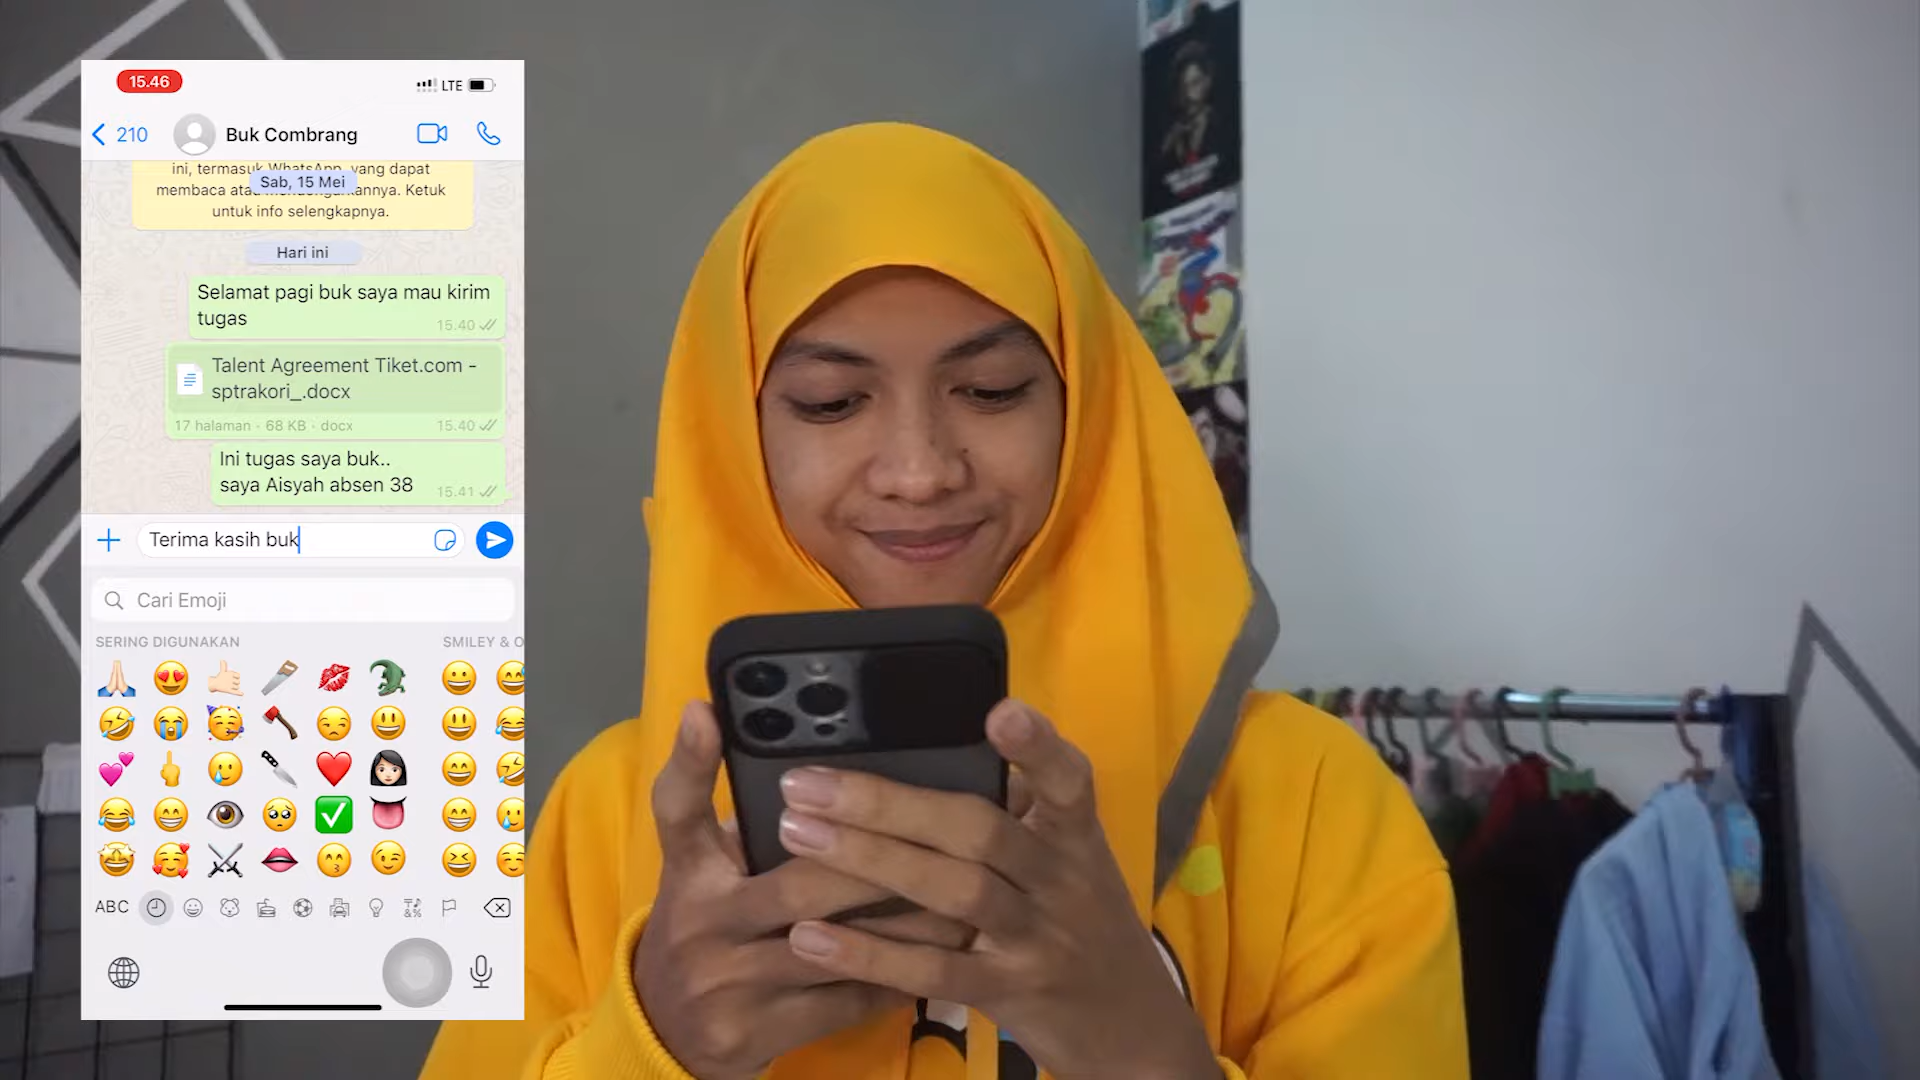 15.46
LTE
210
Buk Combrang
ini, termasuk WhatsApp, yang dapat
Sab, 15 Mei
membaca atau mendengarkannya. Ketuk
untuk info selengkapnya.
Hari ini
Selamat pagi buk saya mau kirim
tugas
15.40
Talent Agreement Tiket.com -
sptrakori_.docx
17 halaman · 68 KB · docx
15.40
Ini tugas saya buk..
saya Aisyah absen 38
15.41
Terima kasih buk
Cari Emoji
SERING DIGUNAKAN
SMILEY & O
ABC